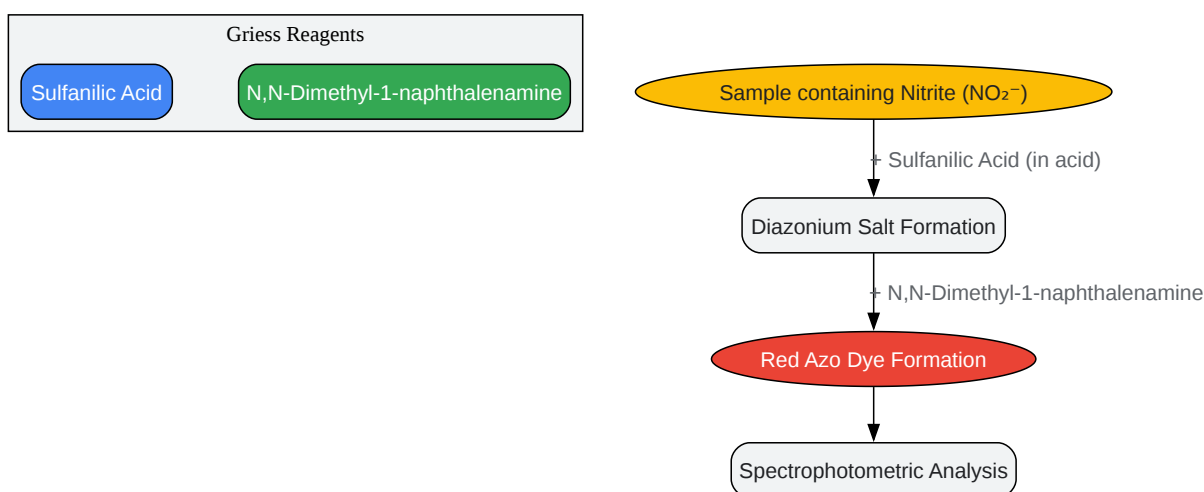 Griess Reagents
Sulfanilic Acid
N,N-Dimethyl-1-naphthalenamine
Sample containing Nitrite (NO₂⁻)
+ Sulfanilic Acid (in acid)
Diazonium Salt Formation
+ N,N-Dimethyl-1-naphthalenamine
Red Azo Dye Formation
Spectrophotometric Analysis